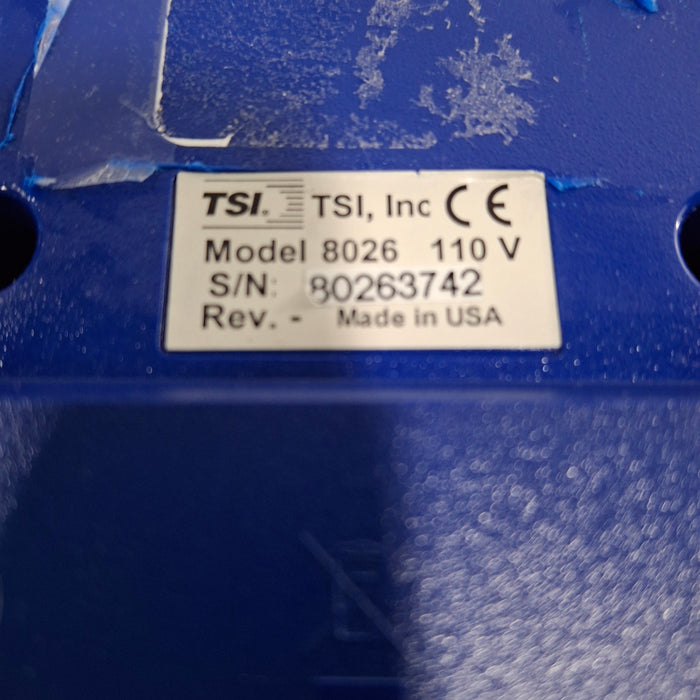 TSI® TSI, Inc CE
Model 8026 110 V
S/N: 80263742
Rev. - Made in USA